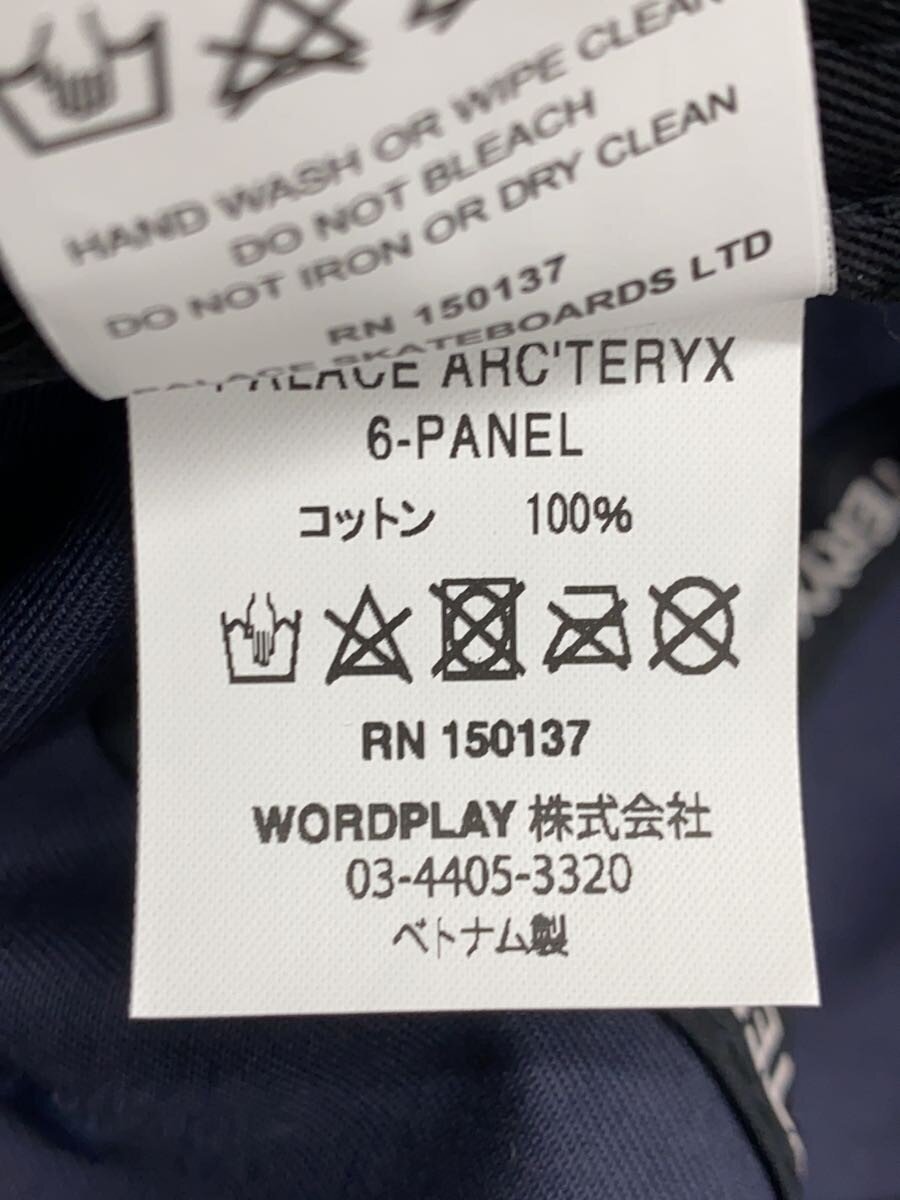 HAND WASH OR WIPE CLEAN
DO NOT BLEACH
DO NOT IRON OR DRY CLEAN
RN 150137
PALACE SKATEBOARDS LTD
PALACE ARC'TERYX
6-PANEL
コットン 100%
RN 150137
WORDPLAY 株式会社
03-4405-3320
ベトナム製